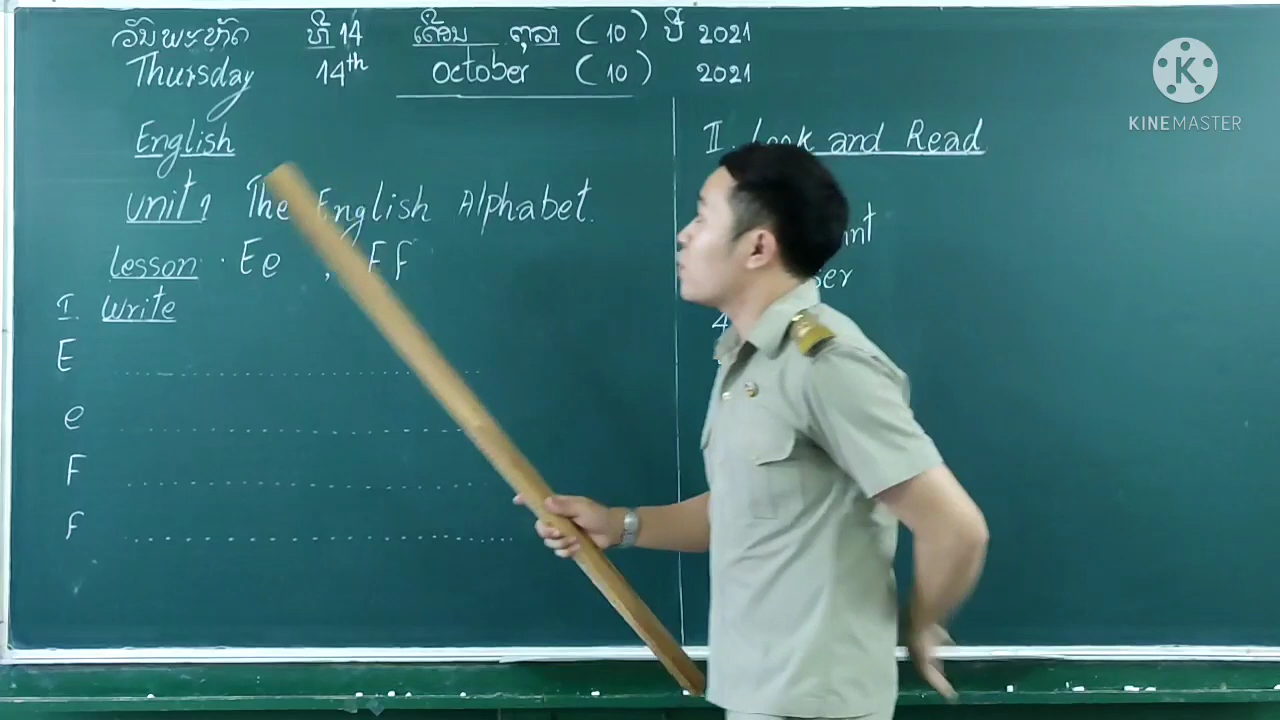 ວັນພະຫັດ ທີ 14 ເດືອນ ຕຸລາ (10) ປີ 2021
Thursday 14th October (10) 2021
English
Unit 1 The English Alphabet.
Lesson: Ee , Ff
I. Write
E
e
F
f
II. Look and Read
4
KINEMASTER